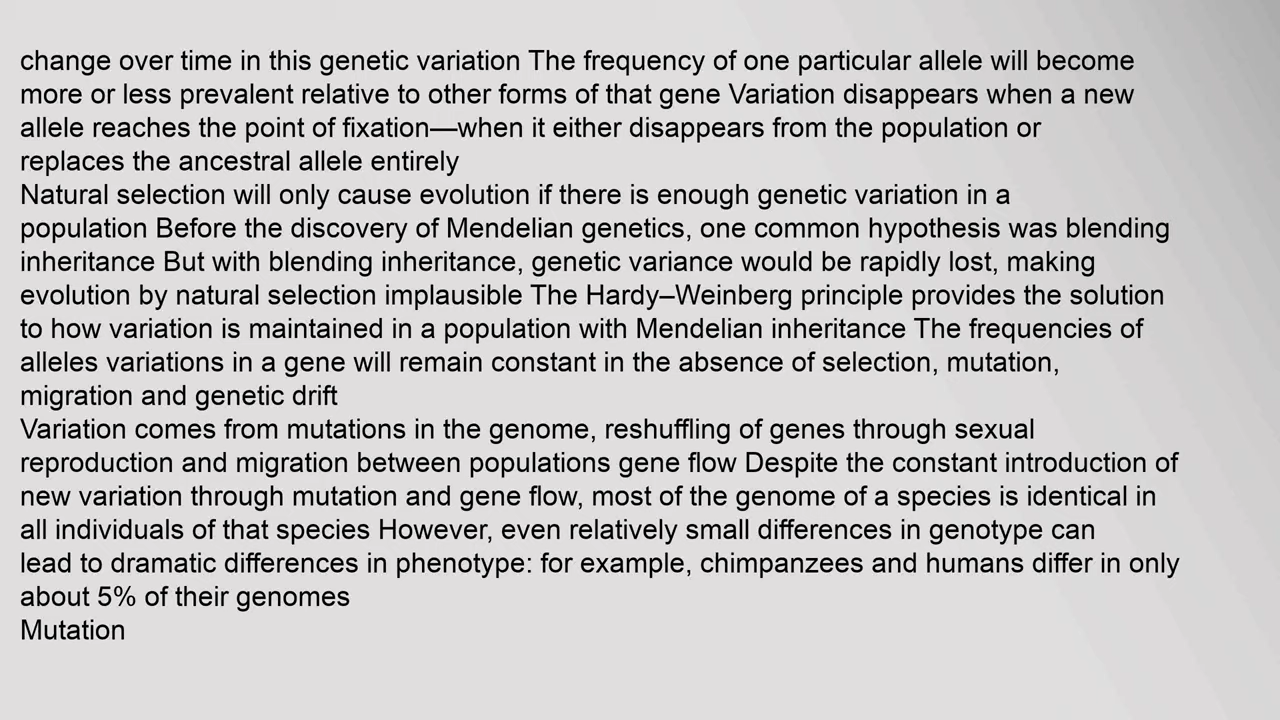 change over time in this genetic variation The frequency of one particular allele will become
more or less prevalent relative to other forms of that gene Variation disappears when a new
allele reaches the point of fixation—when it either disappears from the population or
replaces the ancestral allele entirely
Natural selection will only cause evolution if there is enough genetic variation in a
population Before the discovery of Mendelian genetics, one common hypothesis was blending
inheritance But with blending inheritance, genetic variance would be rapidly lost, making
evolution by natural selection implausible The Hardy–Weinberg principle provides the solution
to how variation is maintained in a population with Mendelian inheritance The frequencies of
alleles variations in a gene will remain constant in the absence of selection, mutation,
migration and genetic drift
Variation comes from mutations in the genome, reshuffling of genes through sexual
reproduction and migration between populations gene flow Despite the constant introduction of
new variation through mutation and gene flow, most of the genome of a species is identical in
all individuals of that species However, even relatively small differences in genotype can
lead to dramatic differences in phenotype: for example, chimpanzees and humans differ in only
about 5% of their genomes
Mutation